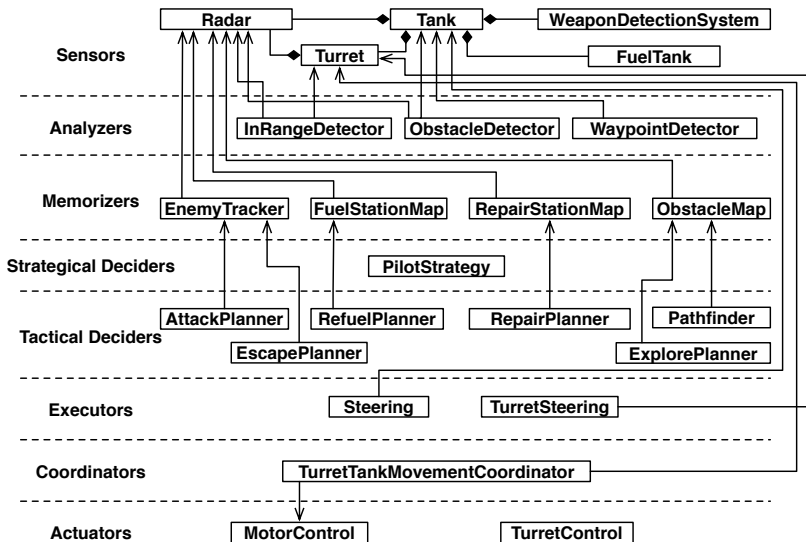 Radar
Tank
WeaponDetectionSystem
Sensors
Turret
FuelTank
Analyzers
InRangeDetector
ObstacleDetector
WaypointDetector
Memorizers
EnemyTracker
FuelStationMap
RepairStationMap
ObstacleMap
Strategical Deciders
PilotStrategy
Tactical Deciders
AttackPlanner
RefuelPlanner
RepairPlanner
Pathfinder
EscapePlanner
ExplorePlanner
Executors
Steering
TurretSteering
Coordinators
TurretTankMovementCoordinator
Actuators
MotorControl
TurretControl